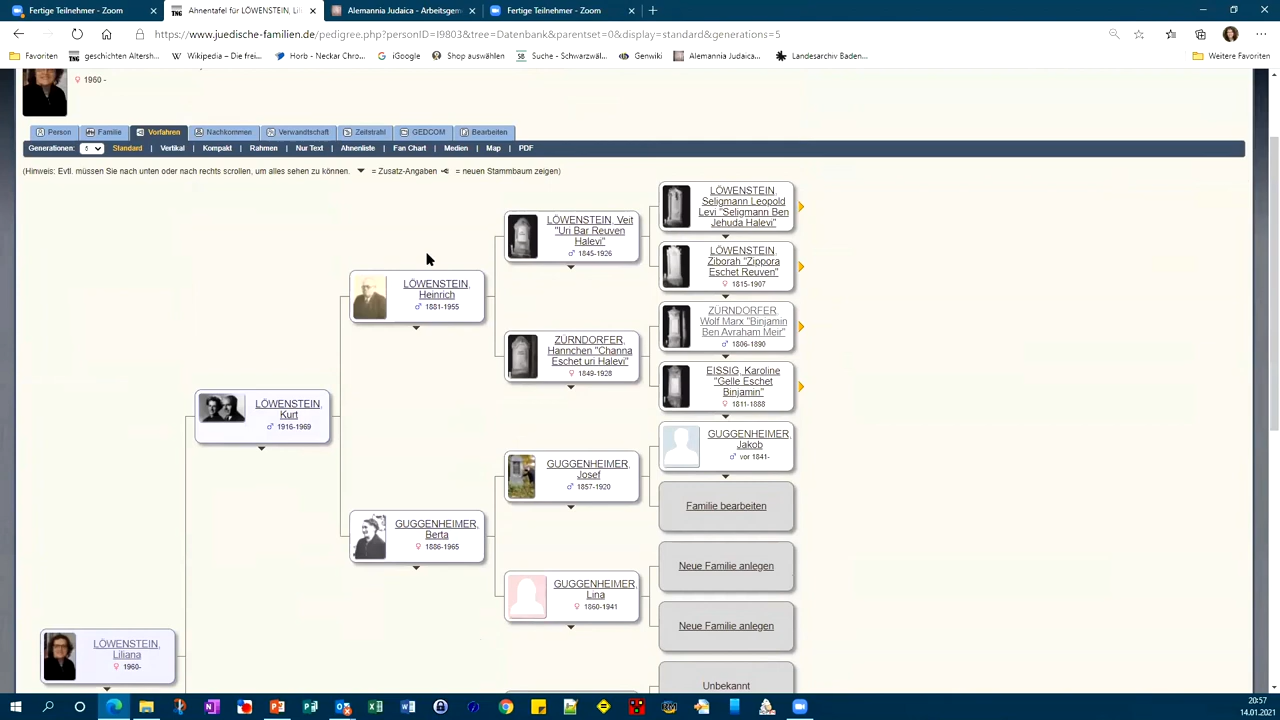 Fertige Teilnehmer - Zoom
Ahnentafel für LÖWENSTEIN, Lil
Alemannia Judaica - Arbeitsgem
Fertige Teilnehmer - Zoom
https://www.juedische-familien.de/pedigree.php?personID=I9803&tree=Datenbank&parentset=0&display=standard&generations=5
Favoriten
geschichten Altersh...
Wikipedia – Die frei...
Horb - Neckar Chro...
iGoogle
Shop auswählen
Suche - Schwarzwäl...
Genwiki
Alemannia Judaica...
Landesarchiv Baden...
Weitere Favoriten
1960 -
Person
Familie
Vorfahren
Nachkommen
Verwandtschaft
Zeitstrahl
GEDCOM
Bearbeiten
Generationen:
5
Standard
Vertikal
Kompakt
Rahmen
Nur Text
Ahnenliste
Fan Chart
Medien
Map
PDF
(Hinweis: Evtl. müssen Sie nach unten oder nach rechts scrollen, um alles sehen zu können. = Zusatz-Angaben = neuen Stammbaum zeigen)
LÖWENSTEIN,
Seligmann Leopold
Levi "Seligmann Ben
Jehuda Halevi"
LÖWENSTEIN, Veit
"Uri Bar Reuven
Halevi"
♂ 1845-1926
LÖWENSTEIN,
Ziborah "Zippora
Eschet Reuven"
♀ 1815-1907
LÖWENSTEIN,
Heinrich
♂ 1881-1955
ZÜRNDORFER,
Wolf Marx "Binjamin
Ben Avraham Meir"
♂ 1806-1890
ZÜRNDORFER,
Hannchen "Channa
Eschet uri Halevi"
♀ 1849-1928
EISSIG, Karoline
"Gelle Eschet
Binjamin"
♀ 1811-1888
LÖWENSTEIN,
Kurt
♂ 1916-1969
GUGGENHEIMER,
Jakob
♂ vor 1841-
GUGGENHEIMER,
Josef
♂ 1857-1920
Familie bearbeiten
GUGGENHEIMER,
Berta
♀ 1886-1965
Neue Familie anlegen
GUGGENHEIMER,
Lina
♀ 1860-1941
Neue Familie anlegen
LÖWENSTEIN,
Liliana
♀ 1960-
Unbekannt
20:57
14.01.2021